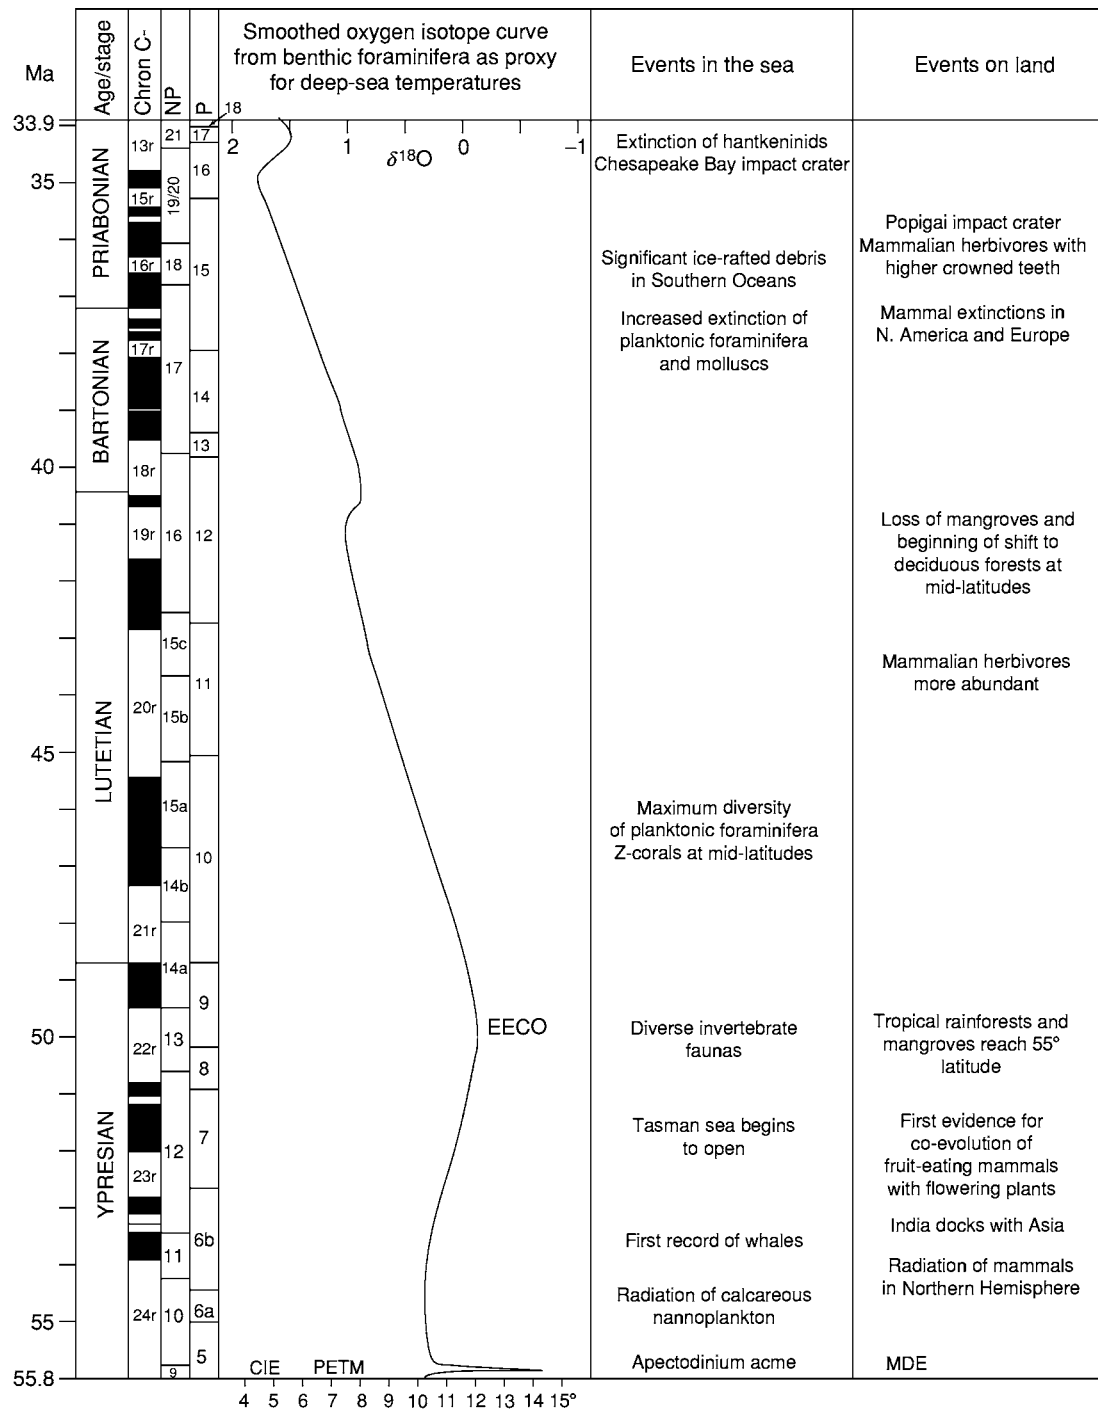 Ma
Age/stage
Chron C-
NP
P
Smoothed oxygen isotope curve
from benthic foraminifera as proxy
for deep-sea temperatures
Events in the sea
Events on land
33.9
35
40
45
50
55
55.8
PRIABONIAN
BARTONIAN
LUTETIAN
YPRESIAN
13r
15r
16r
17r
18r
19r
20r
21r
22r
23r
24r
21
19/20
18
17
16
15c
15b
15a
14b
14a
13
12
11
10
9
18
17
16
15
14
13
12
11
10
9
8
7
6b
6a
5
2
1
0
–1
δ18O
EECO
CIE
PETM
4 5 6 7 8 9 10 11 12 13 14 15°
Extinction of hantkeninids
Chesapeake Bay impact crater
Significant ice-rafted debris
in Southern Oceans
Increased extinction of
planktonic foraminifera
and molluscs
Maximum diversity
of planktonic foraminifera
Z-corals at mid-latitudes
Diverse invertebrate
faunas
Tasman sea begins
to open
First record of whales
Radiation of calcareous
nannoplankton
Apectodinium acme
Popigai impact crater
Mammalian herbivores with
higher crowned teeth
Mammal extinctions in
N. America and Europe
Loss of mangroves and
beginning of shift to
deciduous forests at
mid-latitudes
Mammalian herbivores
more abundant
Tropical rainforests and
mangroves reach 55°
latitude
First evidence for
co-evolution of
fruit-eating mammals
with flowering plants
India docks with Asia
Radiation of mammals
in Northern Hemisphere
MDE